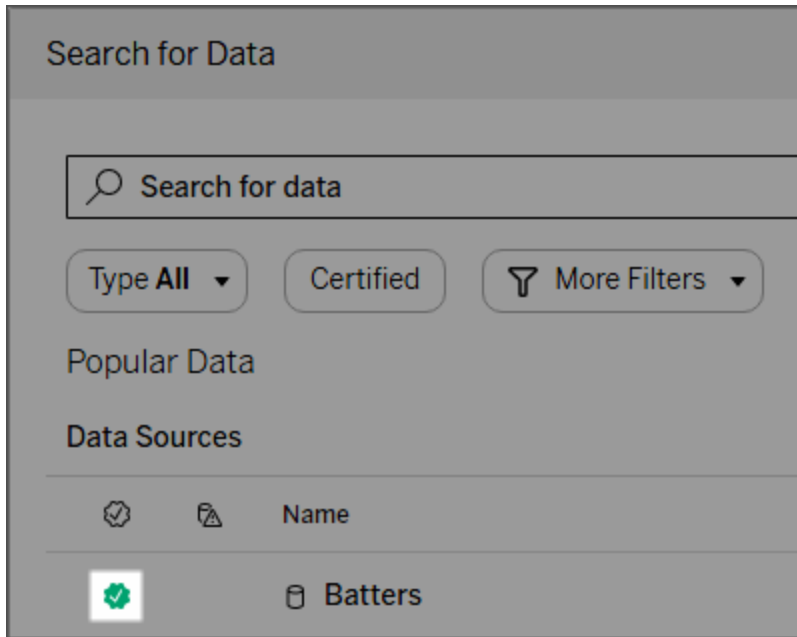 Search for Data
Search for data
Type All Certified More Filters
Popular Data
Data Sources
Name
Batters